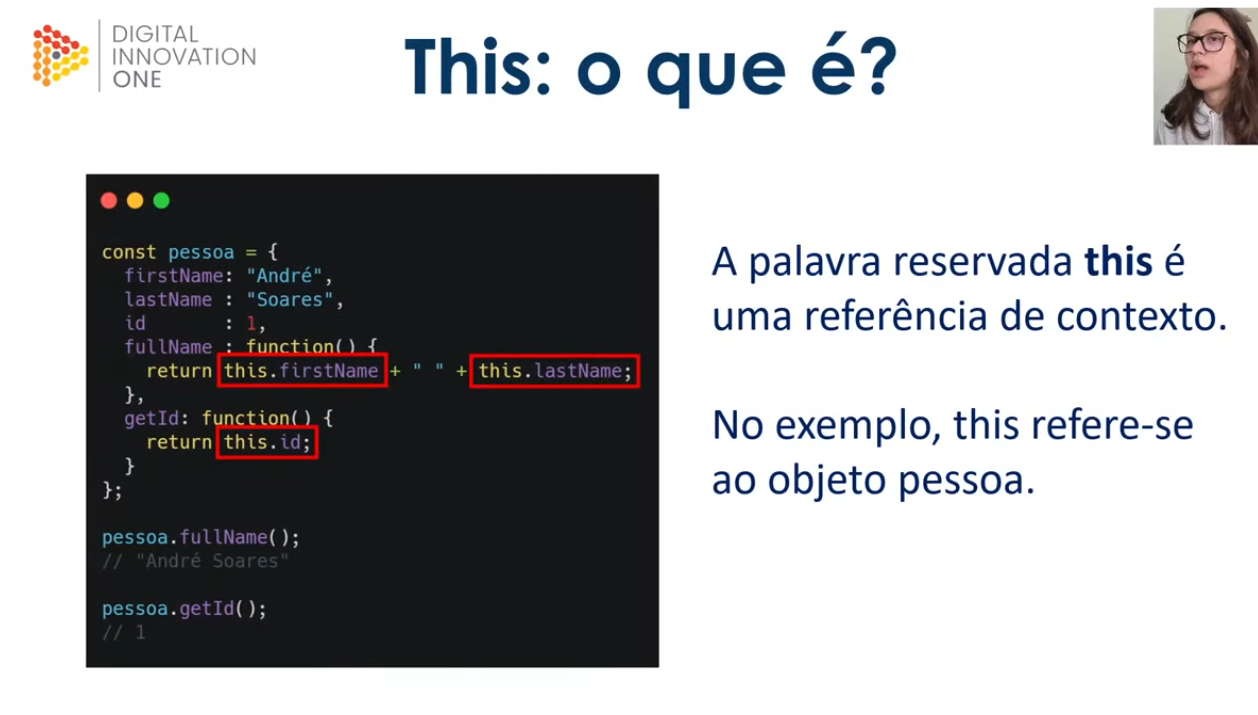 DIGITAL
INNOVATION
ONE
This: o que é?
const pessoa = {
  firstName: "André",
  lastName : "Soares",
  id       : 1,
  fullName : function() {
    return this.firstName + " " + this.lastName;
  },
  getId: function() {
    return this.id;
  }
};
pessoa.fullName();
// "André Soares"
pessoa.getId();
// 1
A palavra reservada this é
uma referência de contexto.
No exemplo, this refere-se
ao objeto pessoa.